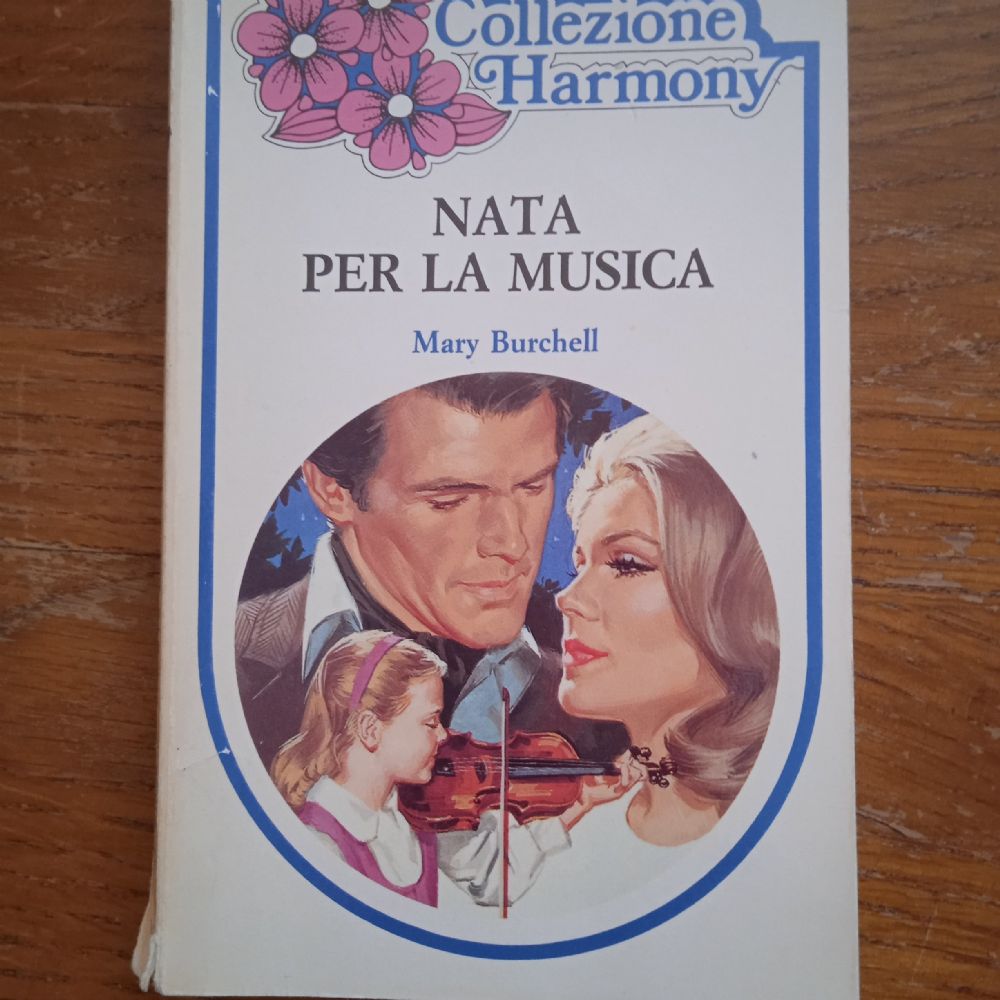 Collezione
Harmony
NATA
PER LA MUSICA
Mary Burchell